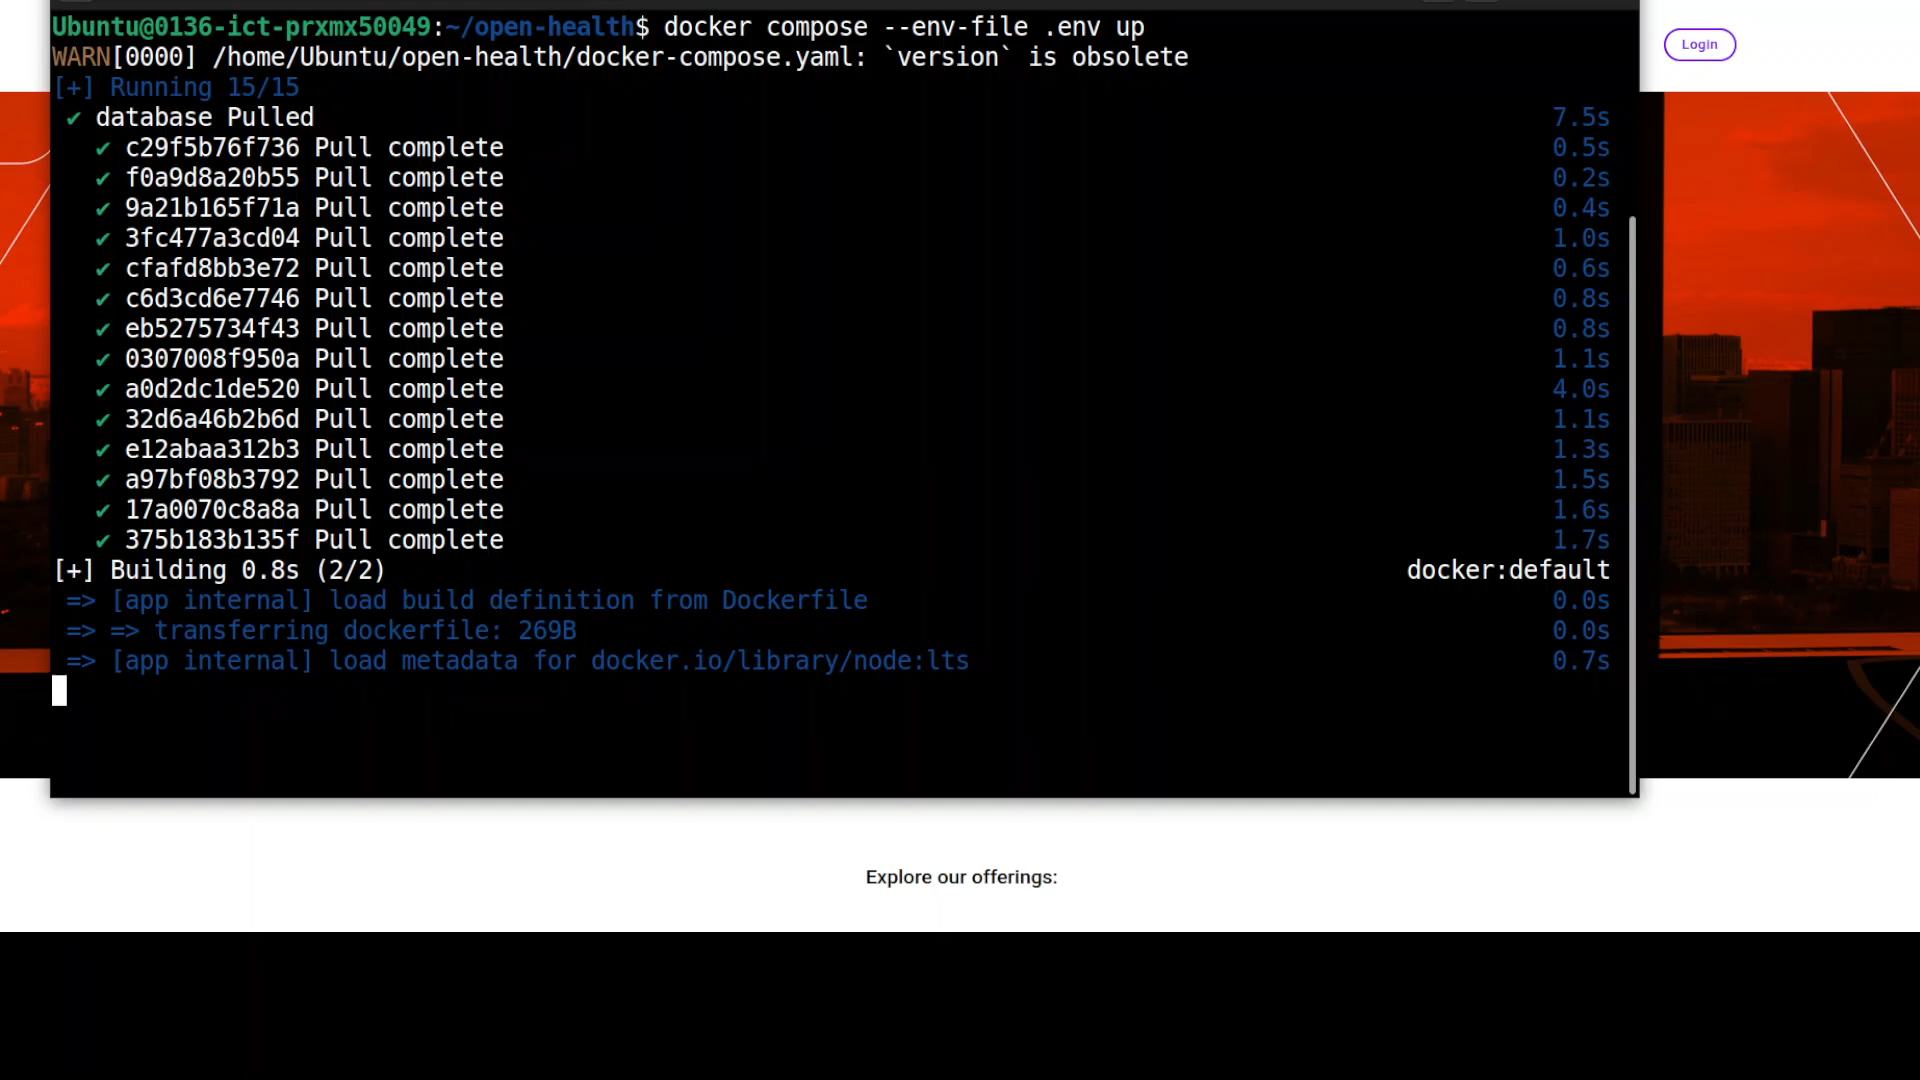 Ubuntu@0136-ict-prxmx50049:~/open-health$ docker compose --env-file .env up
WARN[0000] /home/Ubuntu/open-health/docker-compose.yaml: `version` is obsolete
[+] Running 15/15
✔ database Pulled 7.5s
✔ c29f5b76f736 Pull complete 0.5s
✔ f0a9d8a20b55 Pull complete 0.2s
✔ 9a21b165f71a Pull complete 0.4s
✔ 3fc477a3cd04 Pull complete 1.0s
✔ cfafd8bb3e72 Pull complete 0.6s
✔ c6d3cd6e7746 Pull complete 0.8s
✔ eb5275734f43 Pull complete 0.8s
✔ 0307008f950a Pull complete 1.1s
✔ a0d2dc1de520 Pull complete 4.0s
✔ 32d6a46b2b6d Pull complete 1.1s
✔ e12abaa312b3 Pull complete 1.3s
✔ a97bf08b3792 Pull complete 1.5s
✔ 17a0070c8a8a Pull complete 1.6s
✔ 375b183b135f Pull complete 1.7s
[+] Building 0.8s (2/2) docker:default
=> [app internal] load build definition from Dockerfile 0.0s
=> => transferring dockerfile: 269B 0.0s
=> [app internal] load metadata for docker.io/library/node:lts 0.7s
Login
Explore our offerings: